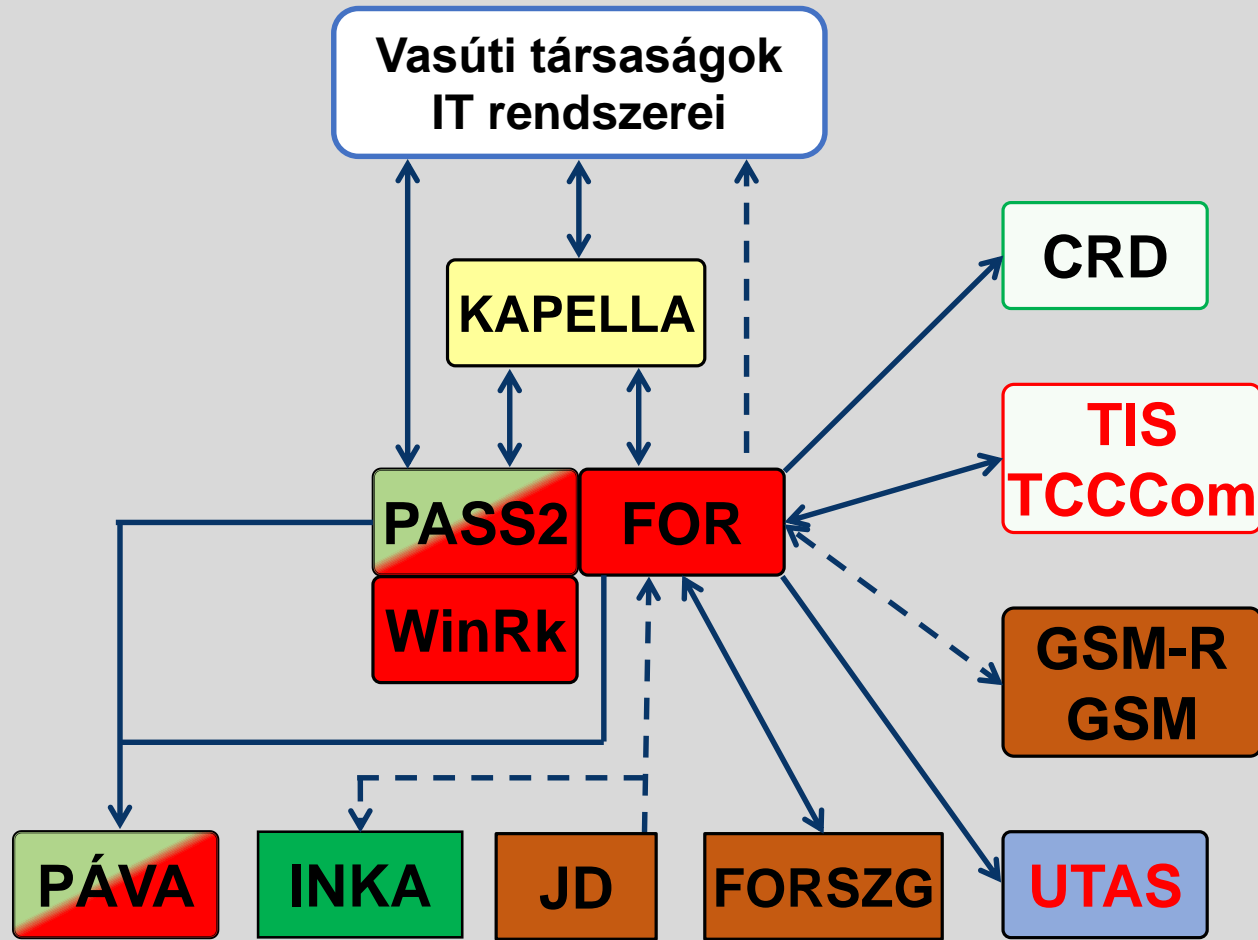 Vasúti társaságok
IT rendszerei
CRD
KAPELLA
TIS
TCCCom
PASS2
FOR
WinRk
GSM-R
GSM
PÁVA
INKA
JD
FORSZG
UTAS